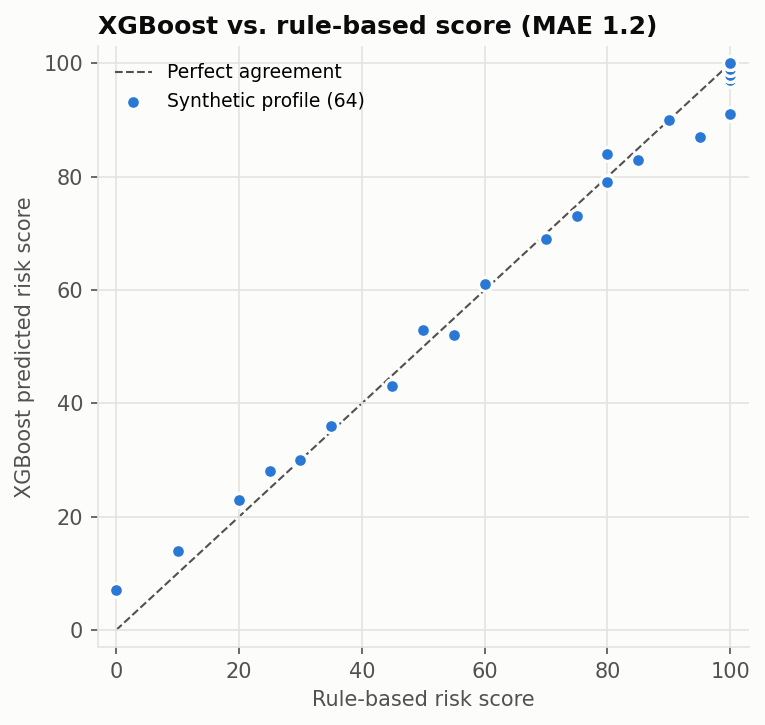 XGBoost vs. rule-based score (MAE 1.2)
Perfect agreement
Synthetic profile (64)
100
80
60
40
20
0
XGBoost predicted risk score
0 20 40 60 80 100
Rule-based risk score